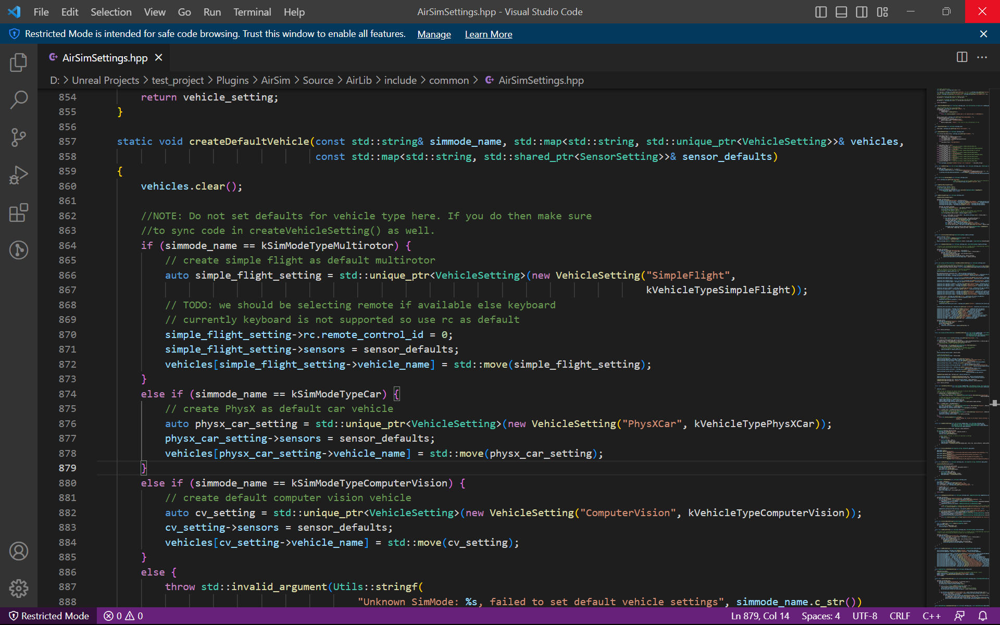 File Edit Selection View Go Run Terminal Help AirSimSettings.hpp - Visual Studio Code
Restricted Mode is intended for safe code browsing. Trust this window to enable all features. Manage Learn More
AirSimSettings.hpp
D: > Unreal Projects > test_project > Plugins > AirSim > Source > AirLib > include > common > AirSimSettings.hpp
854 return vehicle_setting;
855 }
856
857 static void createDefaultVehicle(const std::string& simmode_name, std::map<std::string, std::unique_ptr<VehicleSetting>>& vehicles,
858 const std::map<std::string, std::shared_ptr<SensorSetting>>& sensor_defaults)
859 {
860 vehicles.clear();
861
862 //NOTE: Do not set defaults for vehicle type here. If you do then make sure
863 //to sync code in createVehicleSetting() as well.
864 if (simmode_name == kSimModeTypeMultirotor) {
865 // create simple flight as default multirotor
866 auto simple_flight_setting = std::unique_ptr<VehicleSetting>(new VehicleSetting("SimpleFlight",
867 kVehicleTypeSimpleFlight));
868 // TODO: we should be selecting remote if available else keyboard
869 // currently keyboard is not supported so use rc as default
870 simple_flight_setting->rc.remote_control_id = 0;
871 simple_flight_setting->sensors = sensor_defaults;
872 vehicles[simple_flight_setting->vehicle_name] = std::move(simple_flight_setting);
873 }
874 else if (simmode_name == kSimModeTypeCar) {
875 // create PhysX as default car vehicle
876 auto physx_car_setting = std::unique_ptr<VehicleSetting>(new VehicleSetting("PhysXCar", kVehicleTypePhysXCar));
877 physx_car_setting->sensors = sensor_defaults;
878 vehicles[physx_car_setting->vehicle_name] = std::move(physx_car_setting);
879 }
880 else if (simmode_name == kSimModeTypeComputerVision) {
881 // create default computer vision vehicle
882 auto cv_setting = std::unique_ptr<VehicleSetting>(new VehicleSetting("ComputerVision", kVehicleTypeComputerVision));
883 cv_setting->sensors = sensor_defaults;
884 vehicles[cv_setting->vehicle_name] = std::move(cv_setting);
885 }
886 else {
887 throw std::invalid_argument(Utils::stringf(
888 "Unknown SimMode: %s, failed to set default vehicle settings", simmode_name.c_str())
Restricted Mode 0 0 Ln 879, Col 14 Spaces: 4 UTF-8 CRLF C++